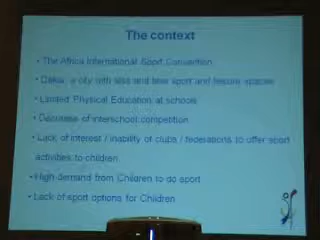 The context
• The Africa International Sport Convention
• Dakar, a city with less and less sport and leisure spaces
• Limited Physical Education at schools
• Decrease of interschool competition
• Lack of interest / inability of clubs / federations to offer sport
activities to children
• High demand from Children to do sport
• Lack of sport options for Children